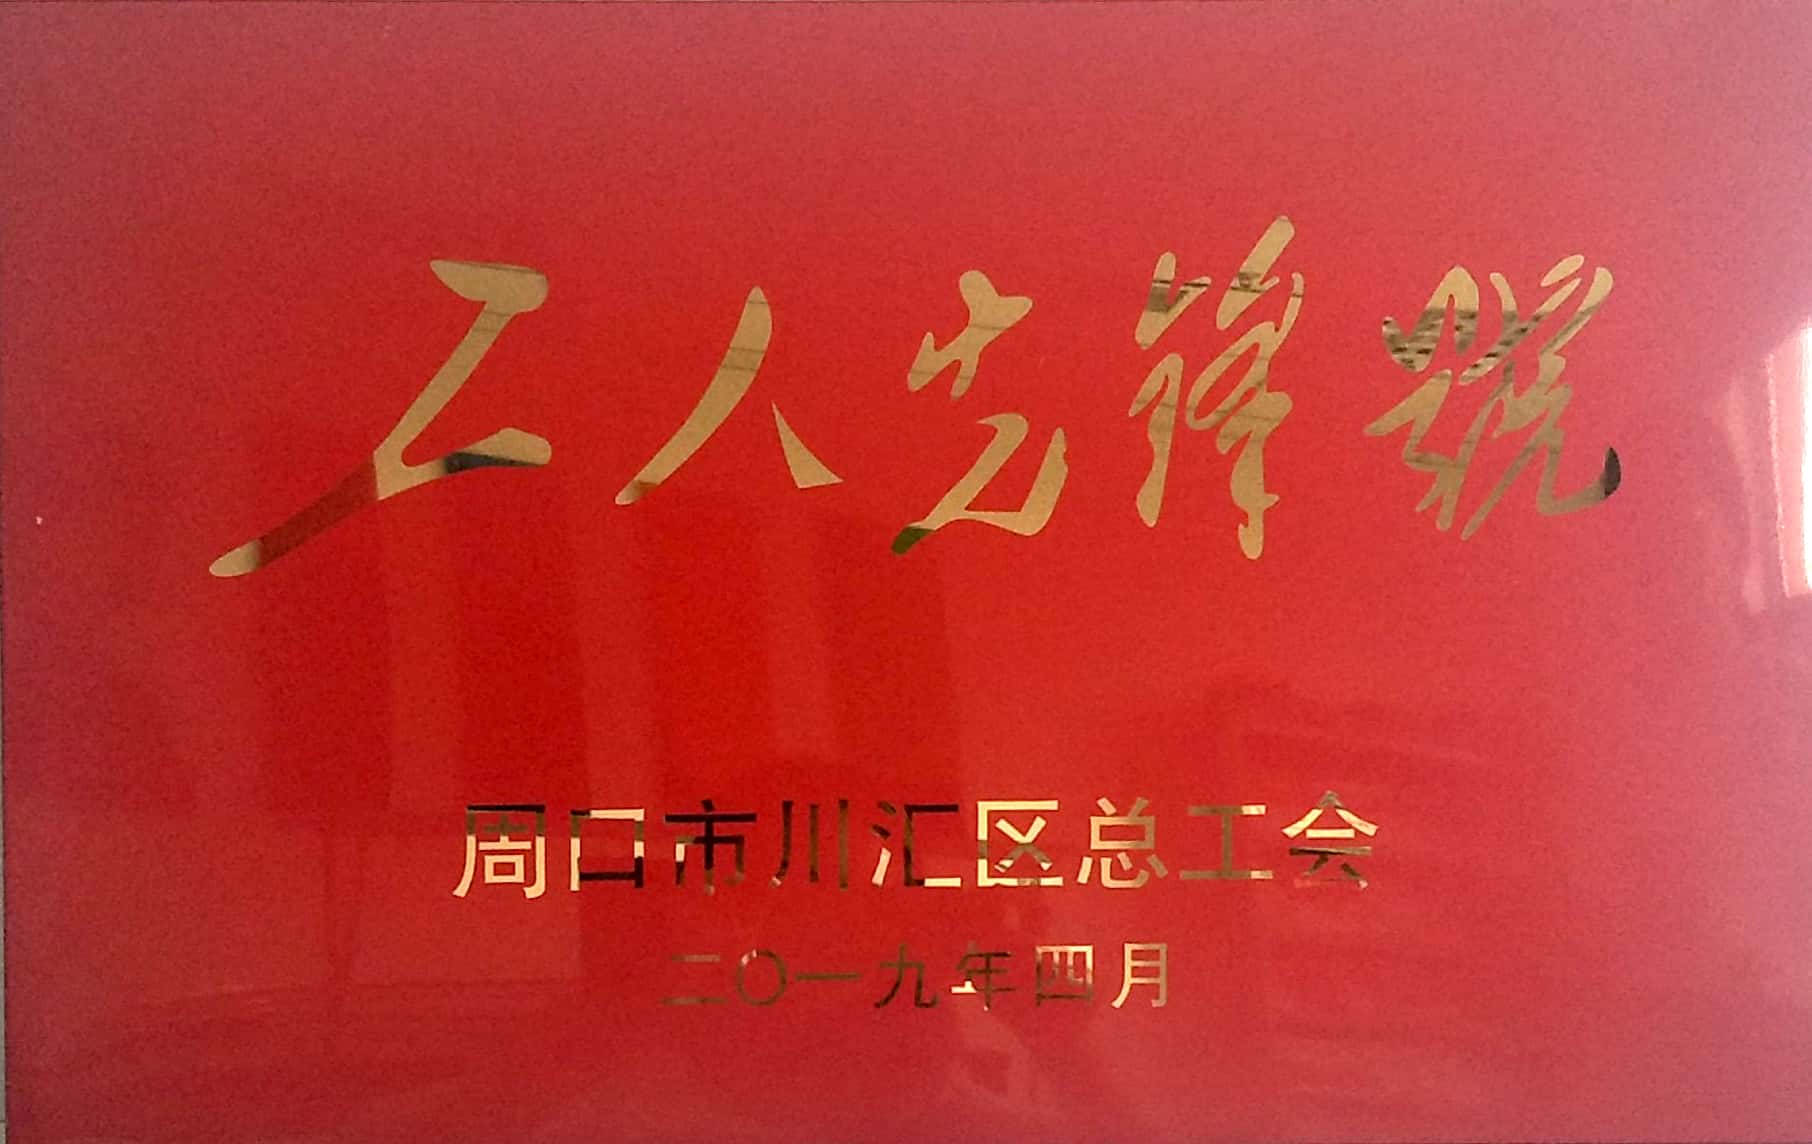 工人先锋號
周口市川汇区总工会
二〇一九年四月